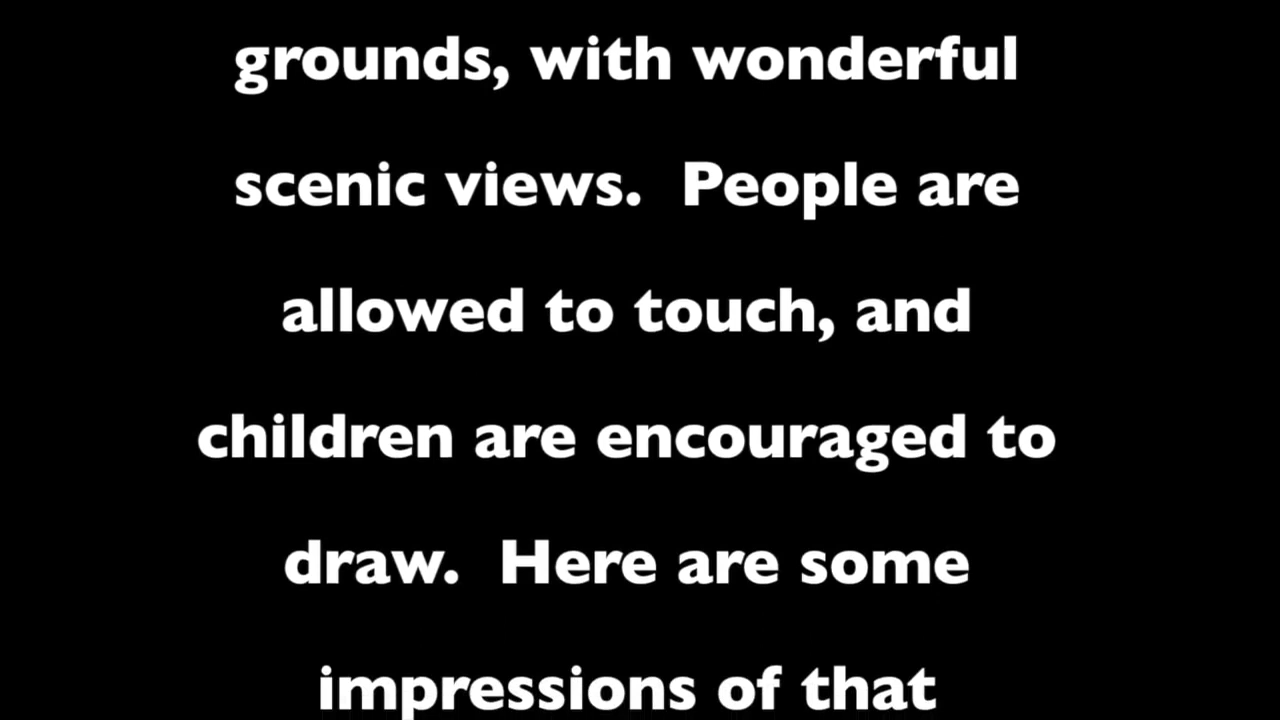 grounds, with wonderful
scenic views.  People are
allowed to touch, and
children are encouraged to
draw.  Here are some
impressions of that